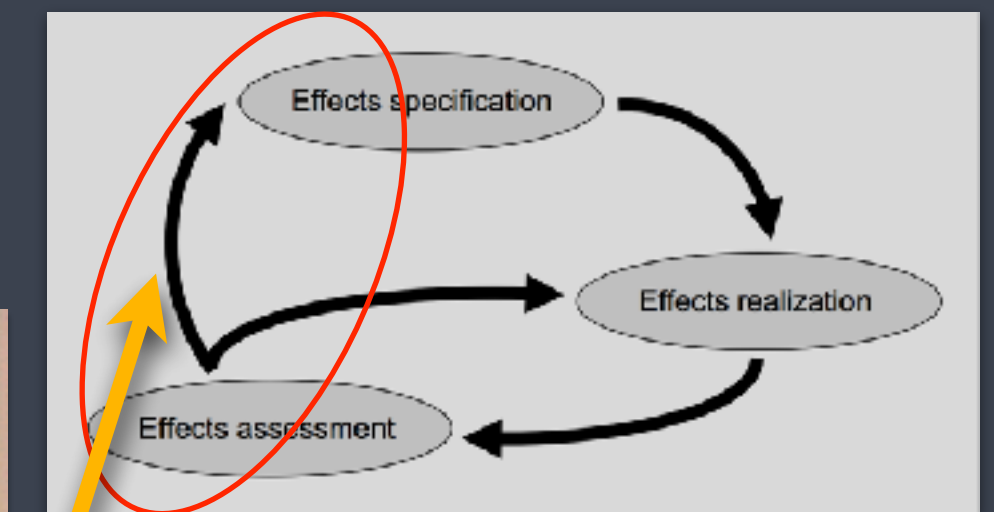 Effects specification
Effects realization
Effects assessment